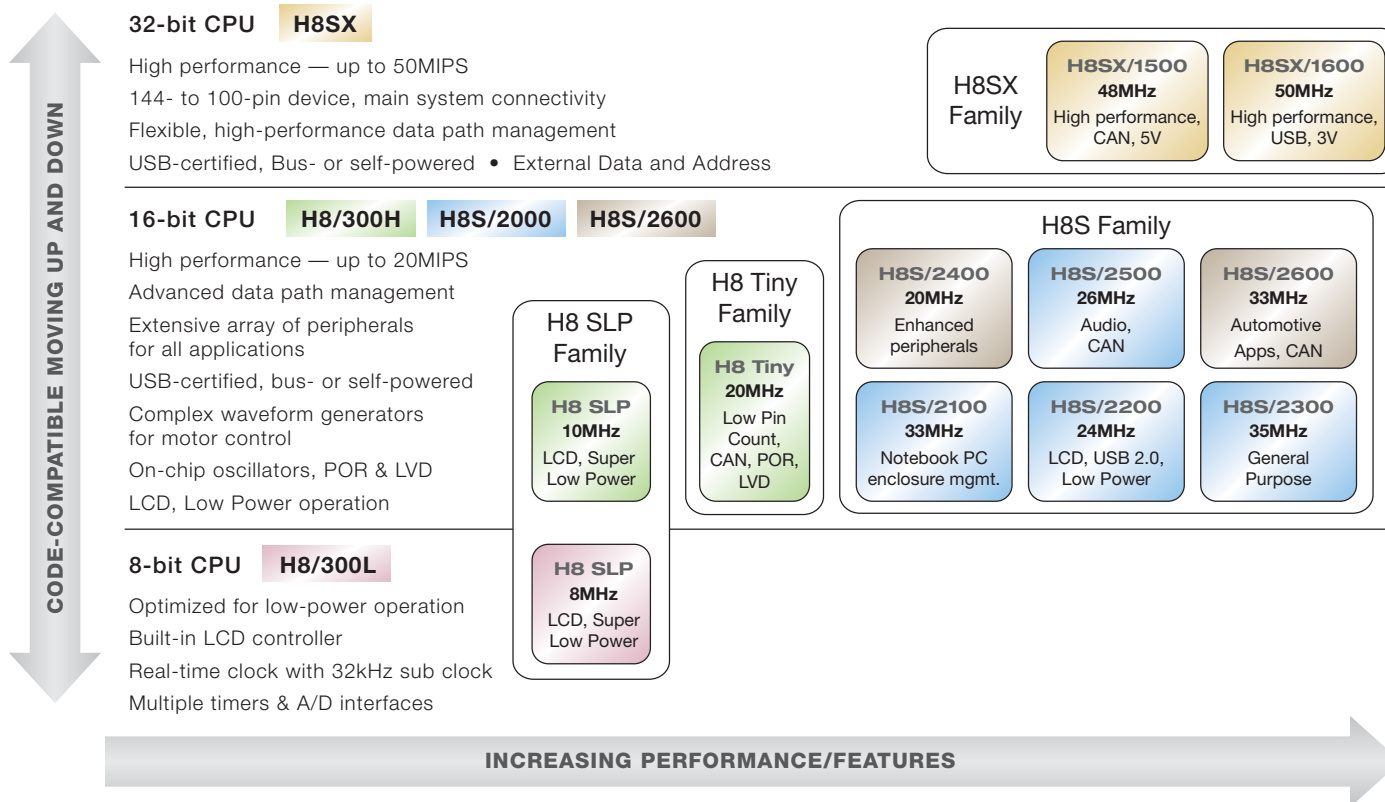 CODE-COMPATIBLE MOVING UP AND DOWN
32-bit CPU H8SX
High performance — up to 50MIPS
144- to 100-pin device, main system connectivity
Flexible, high-performance data path management
USB-certified, Bus- or self-powered • External Data and Address
H8SX
Family
H8SX/1500
48MHz
High performance,
CAN, 5V
H8SX/1600
50MHz
High performance,
USB, 3V
16-bit CPU H8/300H H8S/2000 H8S/2600
High performance — up to 20MIPS
Advanced data path management
Extensive array of peripherals
for all applications
USB-certified, bus- or self-powered
Complex waveform generators
for motor control
On-chip oscillators, POR & LVD
LCD, Low Power operation
H8 SLP
Family
H8 SLP
10MHz
LCD, Super
Low Power
H8 Tiny
Family
H8 Tiny
20MHz
Low Pin
Count,
CAN, POR,
LVD
H8S Family
H8S/2400
20MHz
Enhanced
peripherals
H8S/2500
26MHz
Audio,
CAN
H8S/2600
33MHz
Automotive
Apps, CAN
H8S/2100
33MHz
Notebook PC
enclosure mgmt.
H8S/2200
24MHz
LCD, USB 2.0,
Low Power
H8S/2300
35MHz
General
Purpose
8-bit CPU H8/300L
Optimized for low-power operation
Built-in LCD controller
Real-time clock with 32kHz sub clock
Multiple timers & A/D interfaces
H8 SLP
8MHz
LCD, Super
Low Power
INCREASING PERFORMANCE/FEATURES